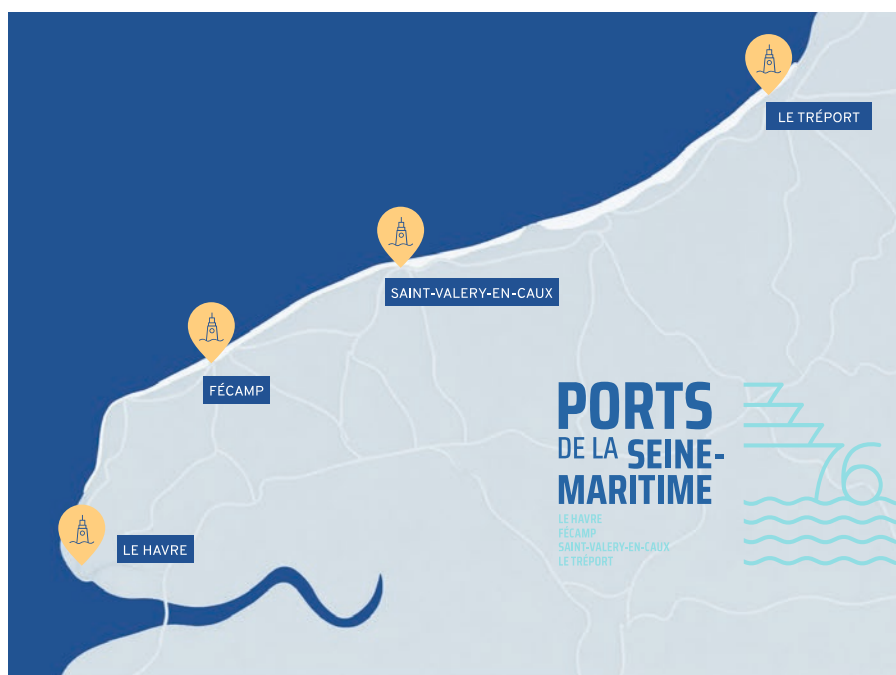 LE TRÉPORT
SAINT-VALERY-EN-CAUX
FÉCAMP
LE HAVRE
PORTS
DE LA SEINE-
MARITIME
LE HAVRE
FÉCAMP
SAINT-VALERY-EN-CAUX
LE TRÉPORT
76